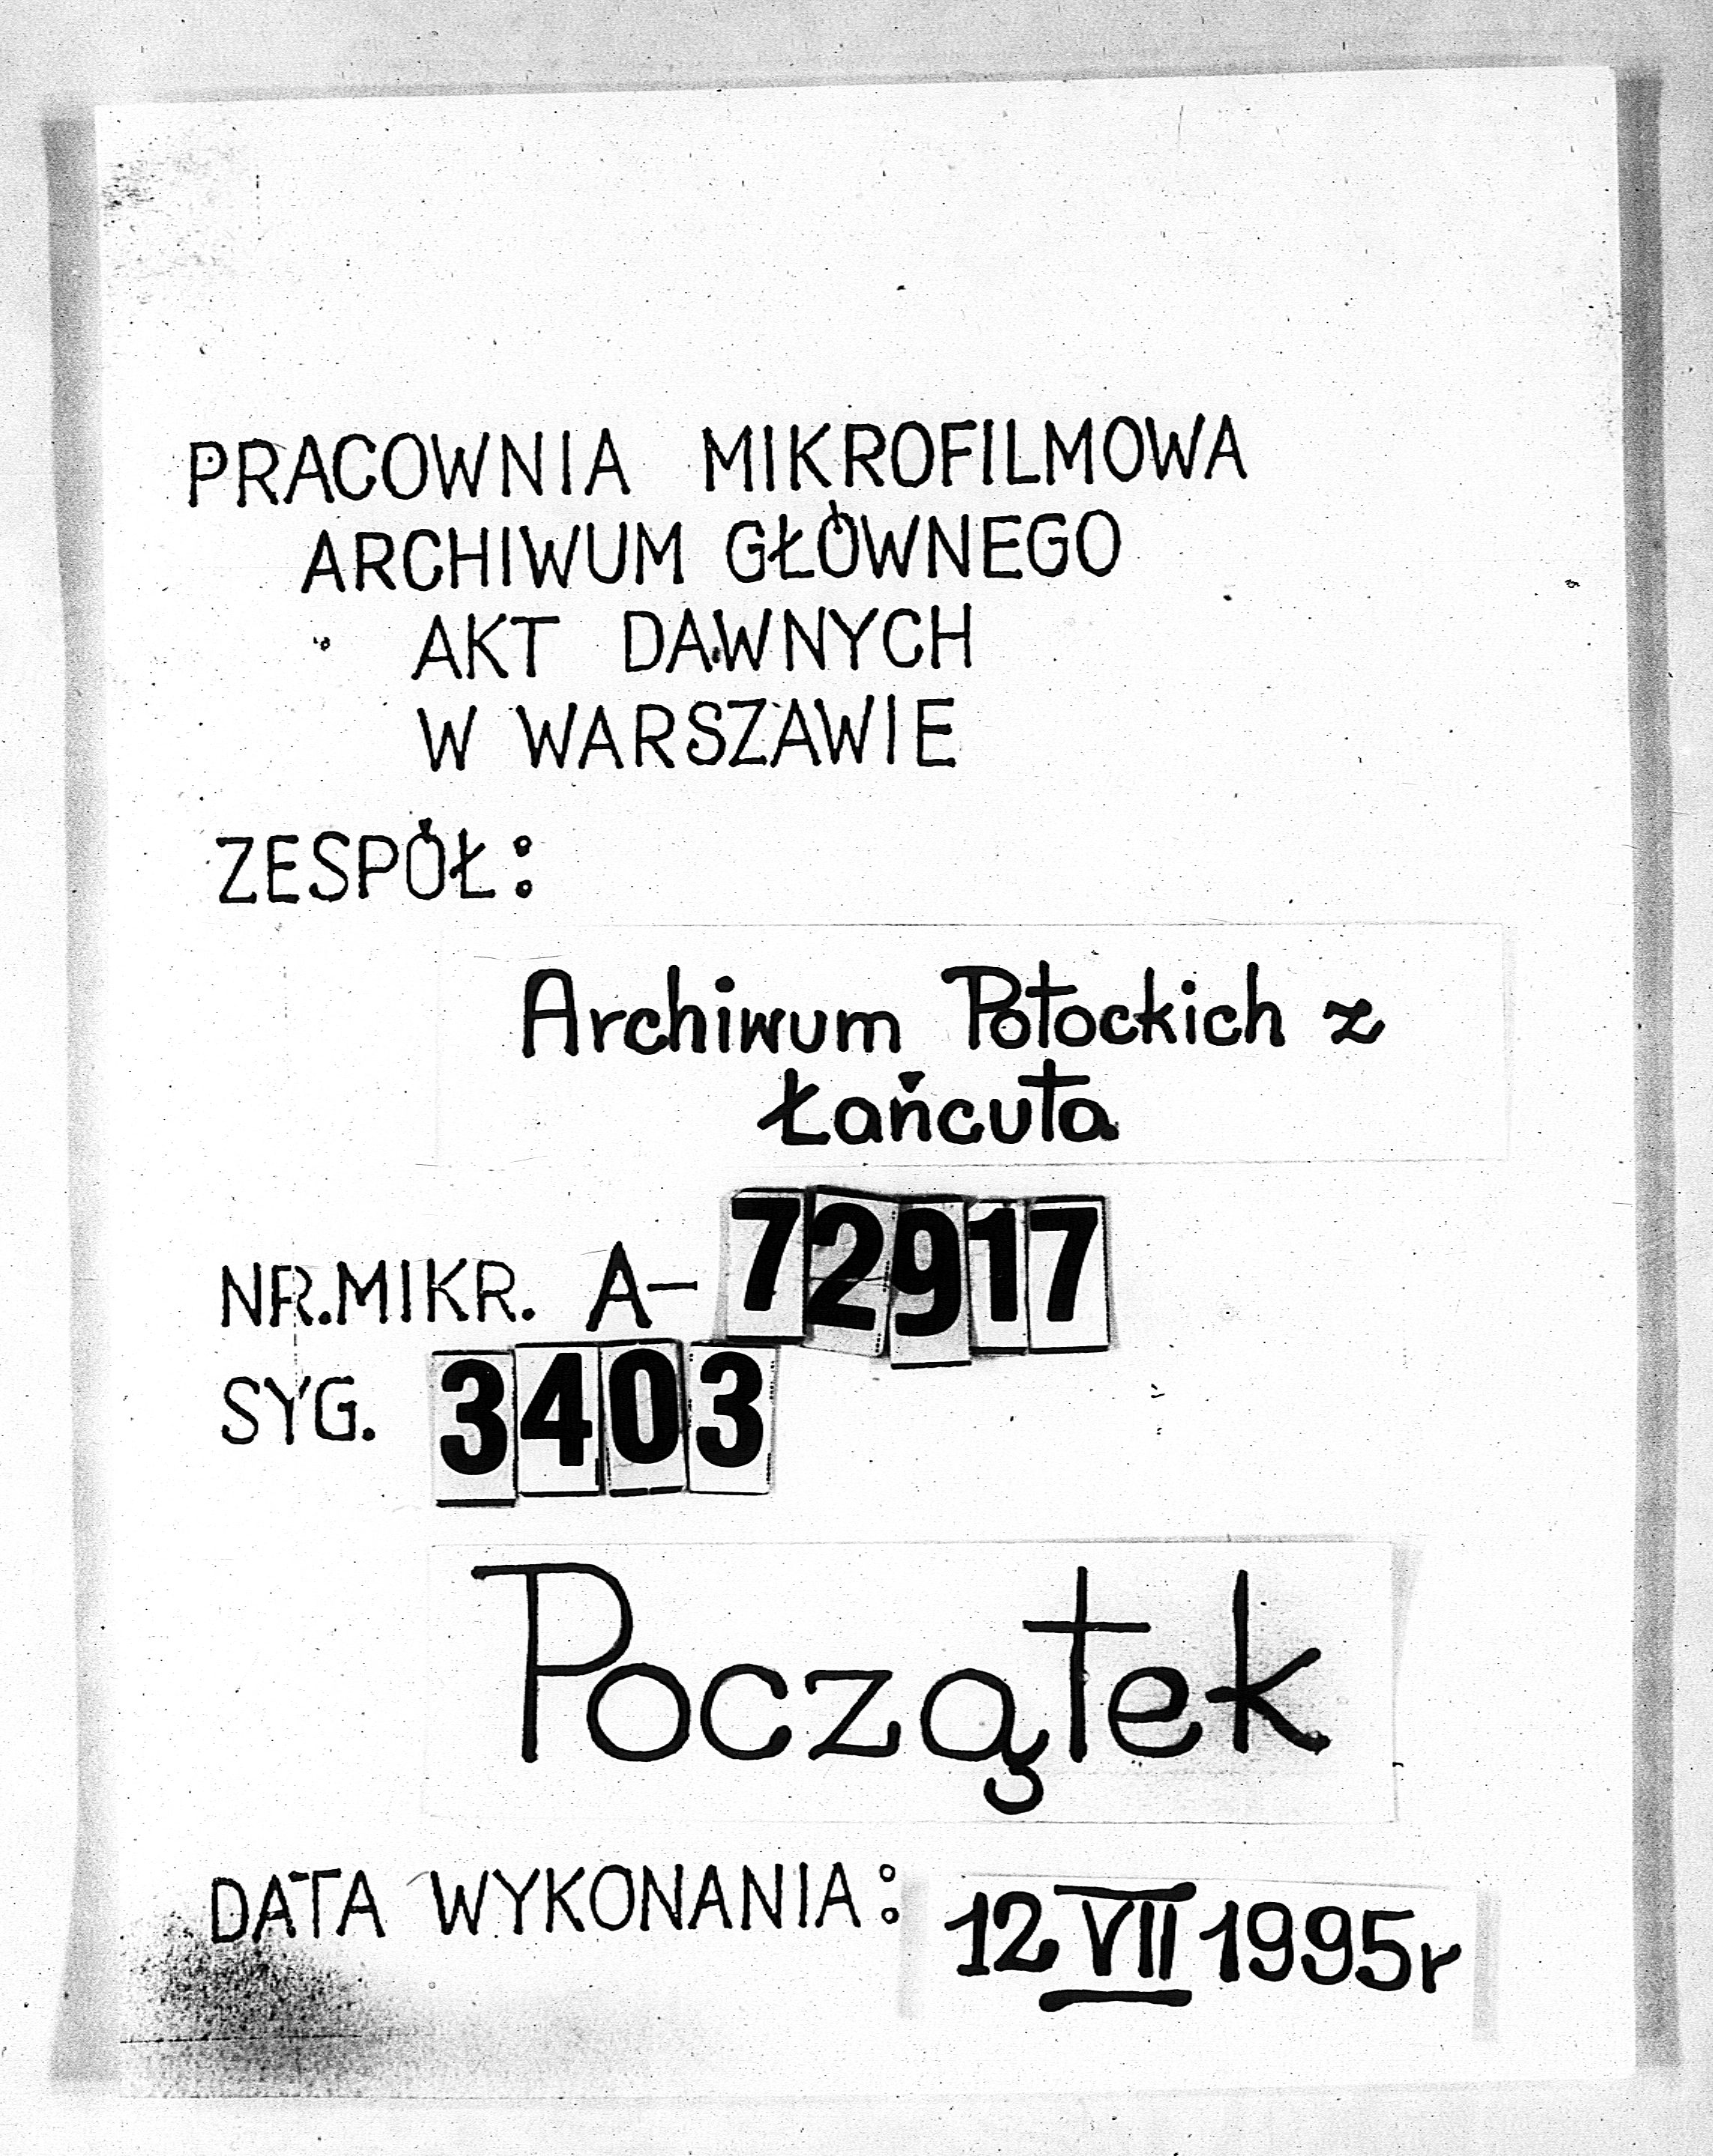 PRACOWNIA MIKROFILMOWA
ARCHIWUM GŁÓWNEGO
AKT DAWNYCH
W WARSZAWIE
ZESPÓŁ:
Archiwum Potockich z
Łańcuta
NR.MIKR. A-72917
SYG. 3403
Początek
DATA WYKONANIA: 12 VII 1995r